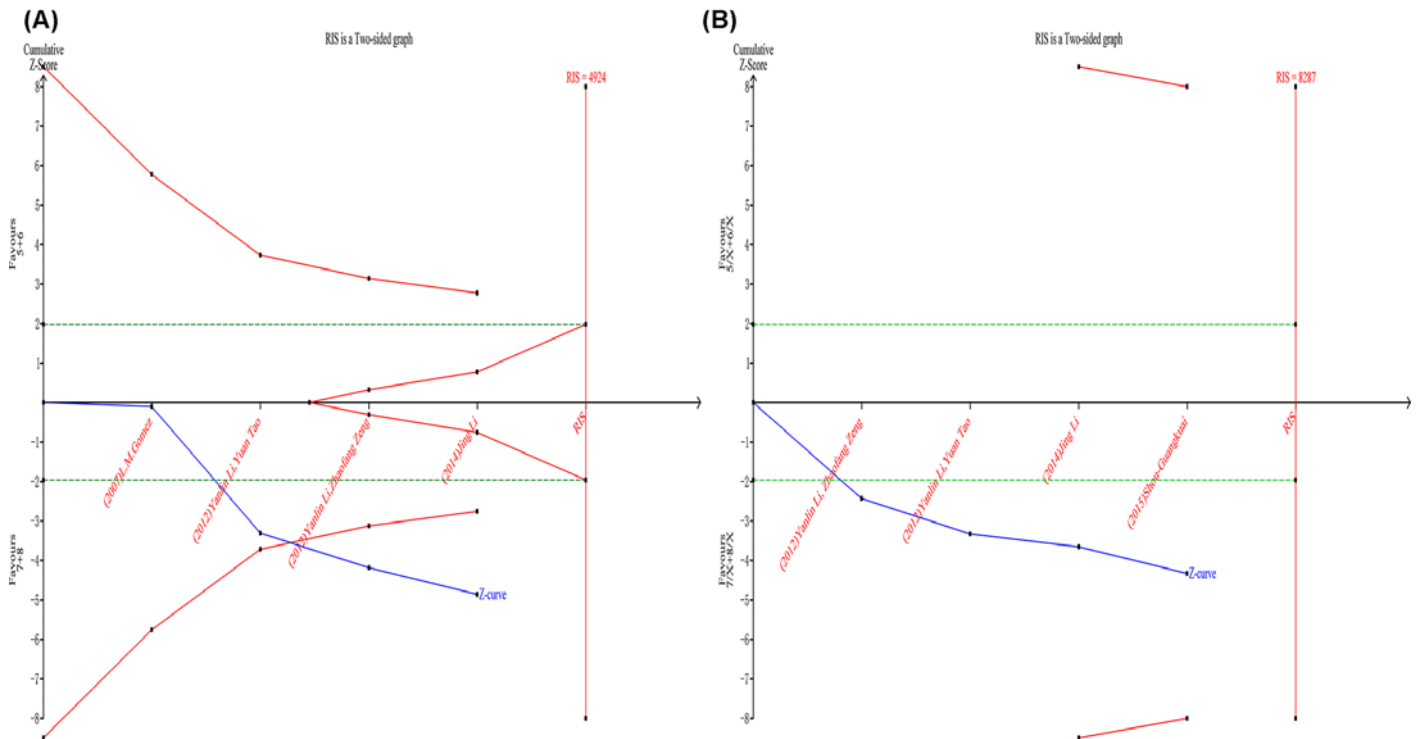 (A)
RIS is a Two-sided graph
Cumulative
Z-Score
RIS = 4924
8
7
6
5
4
3
2
1
-1
-2
-3
-4
-5
-6
-7
-8
Favours
5+6
Favours
7+8
(2007)L.M.Gomez
(2012)Yanlin Li,Yuan Tao
(2012)Yanlin Li,Zhaofang Zeng
(2014)Jing Li
RIS
Z-curve
(B)
RIS is a Two-sided graph
Cumulative
Z-Score
RIS = 8287
8
7
6
5
4
3
2
1
-1
-2
-3
-4
-5
-6
-7
-8
Favours
5/X+6/X
Favours
7/X+8/X
(2012)Yanlin Li, Zhaofang Zeng
(2012)Yanlin Li,Yuan Tao
(2014)Jing Li
(2015)Shou-Guangkuai
RIS
Z-curve